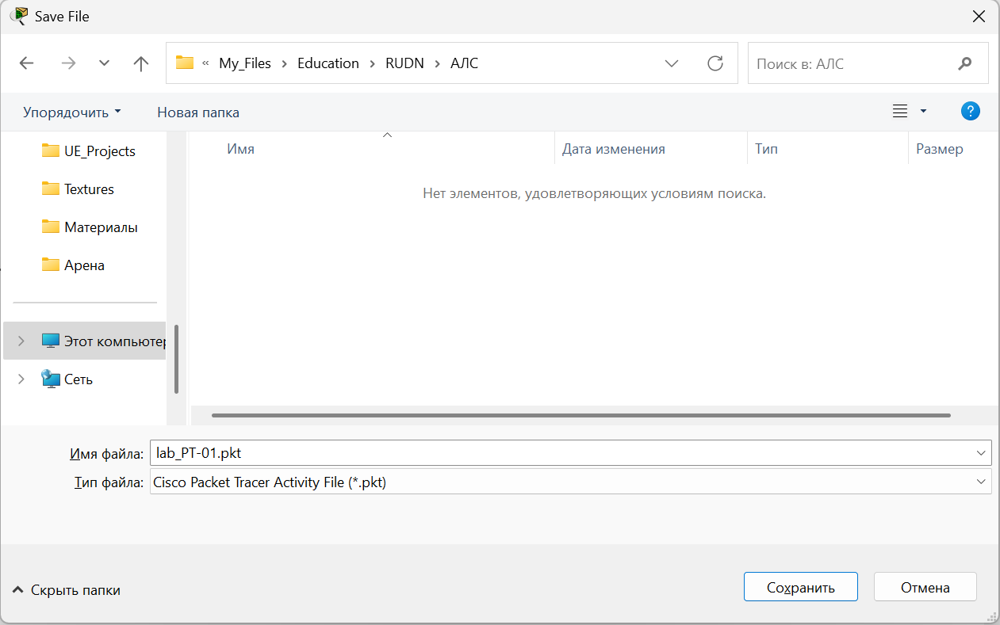 Save File
« My_Files > Education > RUDN > АЛС
Поиск в: АЛС
Упорядочить
Новая папка
?
Имя
Дата изменения
Тип
Размер
UE_Projects
Нет элементов, удовлетворяющих условиям поиска.
Textures
Материалы
Арена
Этот компьютер
Сеть
Имя файла: lab_PT-01.pkt
Тип файла: Cisco Packet Tracer Activity File (*.pkt)
Скрыть папки
Сохранить
Отмена